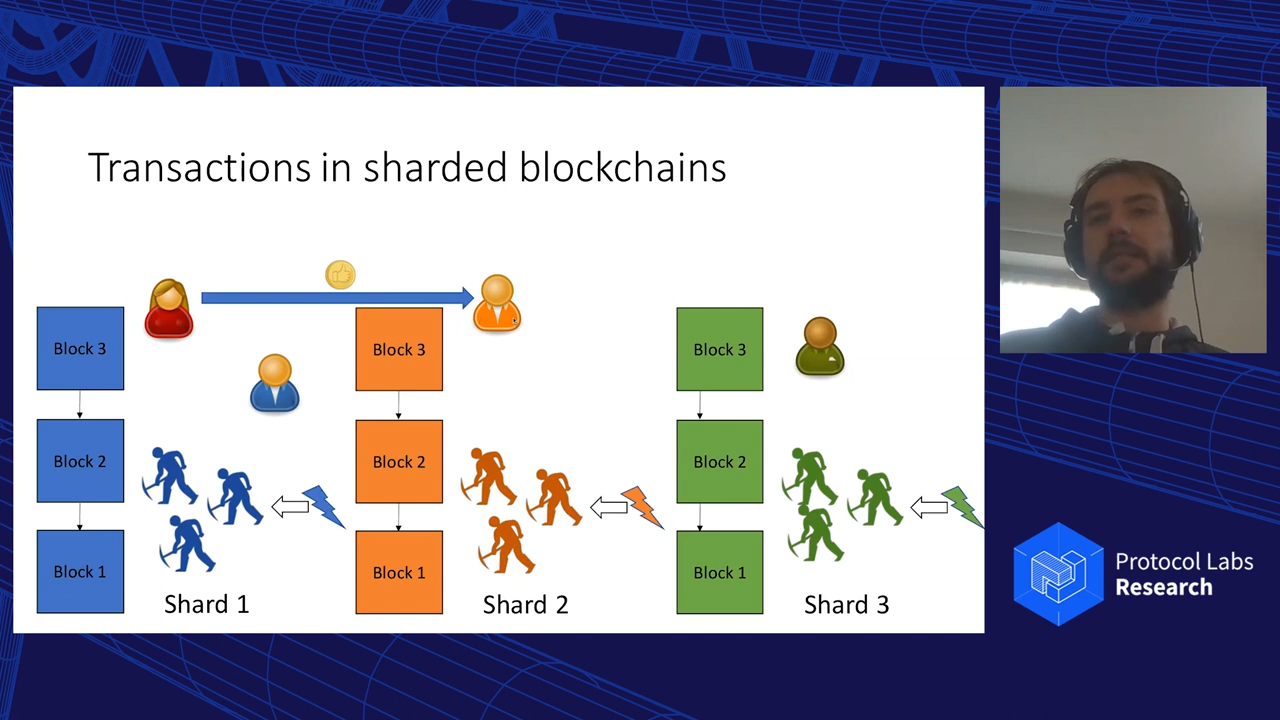 Transactions in sharded blockchains
Block 3
Block 3
Block 3
Block 2
Block 2
Block 2
Block 1
Block 1
Block 1
Shard 1
Shard 2
Shard 3
Protocol Labs
Research